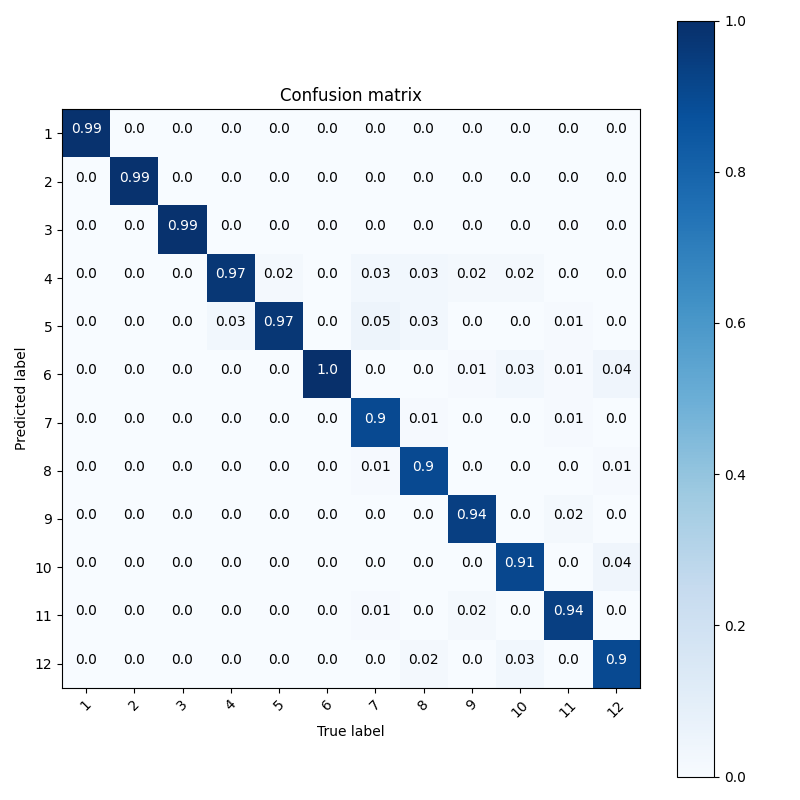 Confusion matrix
1 0.99 0.0 0.0 0.0 0.0 0.0 0.0 0.0 0.0 0.0 0.0 0.0
2 0.0 0.99 0.0 0.0 0.0 0.0 0.0 0.0 0.0 0.0 0.0 0.0
3 0.0 0.0 0.99 0.0 0.0 0.0 0.0 0.0 0.0 0.0 0.0 0.0
4 0.0 0.0 0.0 0.97 0.02 0.0 0.03 0.03 0.02 0.02 0.0 0.0
5 0.0 0.0 0.0 0.03 0.97 0.0 0.05 0.03 0.0 0.0 0.01 0.0
6 0.0 0.0 0.0 0.0 0.0 1.0 0.0 0.0 0.01 0.03 0.01 0.04
7 0.0 0.0 0.0 0.0 0.0 0.0 0.9 0.01 0.0 0.0 0.01 0.0
8 0.0 0.0 0.0 0.0 0.0 0.0 0.01 0.9 0.0 0.0 0.0 0.01
9 0.0 0.0 0.0 0.0 0.0 0.0 0.0 0.0 0.94 0.0 0.02 0.0
10 0.0 0.0 0.0 0.0 0.0 0.0 0.0 0.0 0.0 0.91 0.0 0.04
11 0.0 0.0 0.0 0.0 0.0 0.0 0.01 0.0 0.02 0.0 0.94 0.0
12 0.0 0.0 0.0 0.0 0.0 0.0 0.0 0.02 0.0 0.03 0.0 0.9
1 2 3 4 5 6 7 8 9 10 11 12
True label
Predicted label
1.0
0.8
0.6
0.4
0.2
0.0